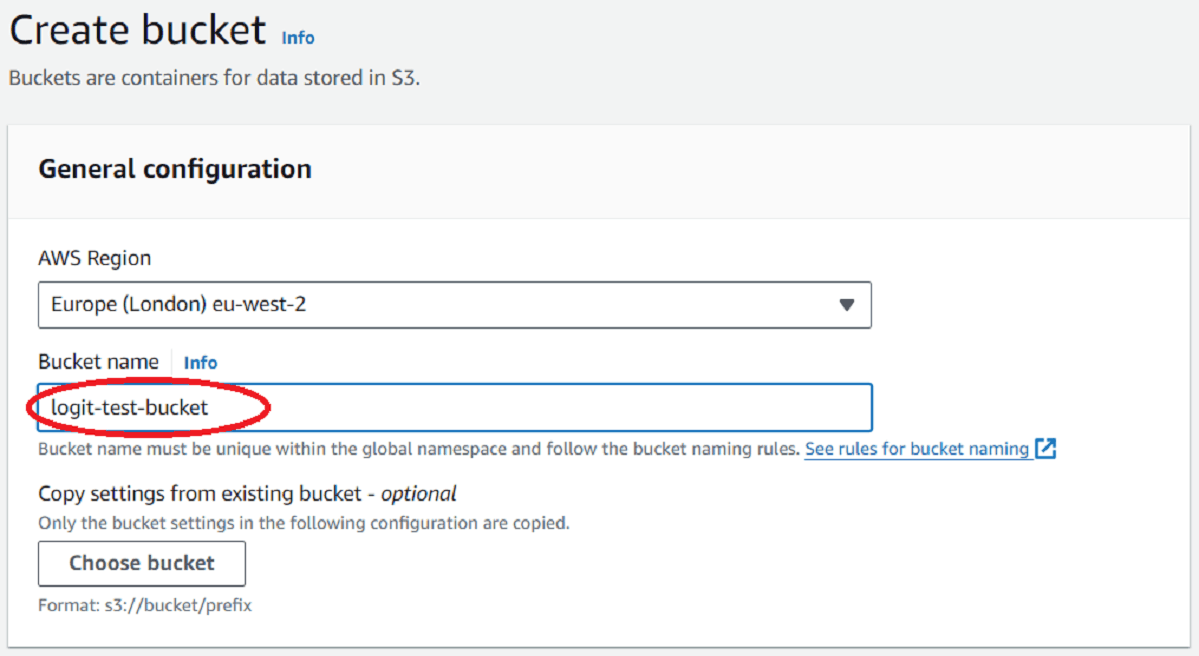 Create bucket Info
Buckets are containers for data stored in S3.
General configuration
AWS Region
Europe (London) eu-west-2
Bucket name Info
logit-test-bucket
Bucket name must be unique within the global namespace and follow the bucket naming rules. See rules for bucket naming
Copy settings from existing bucket - optional
Only the bucket settings in the following configuration are copied.
Choose bucket
Format: s3://bucket/prefix